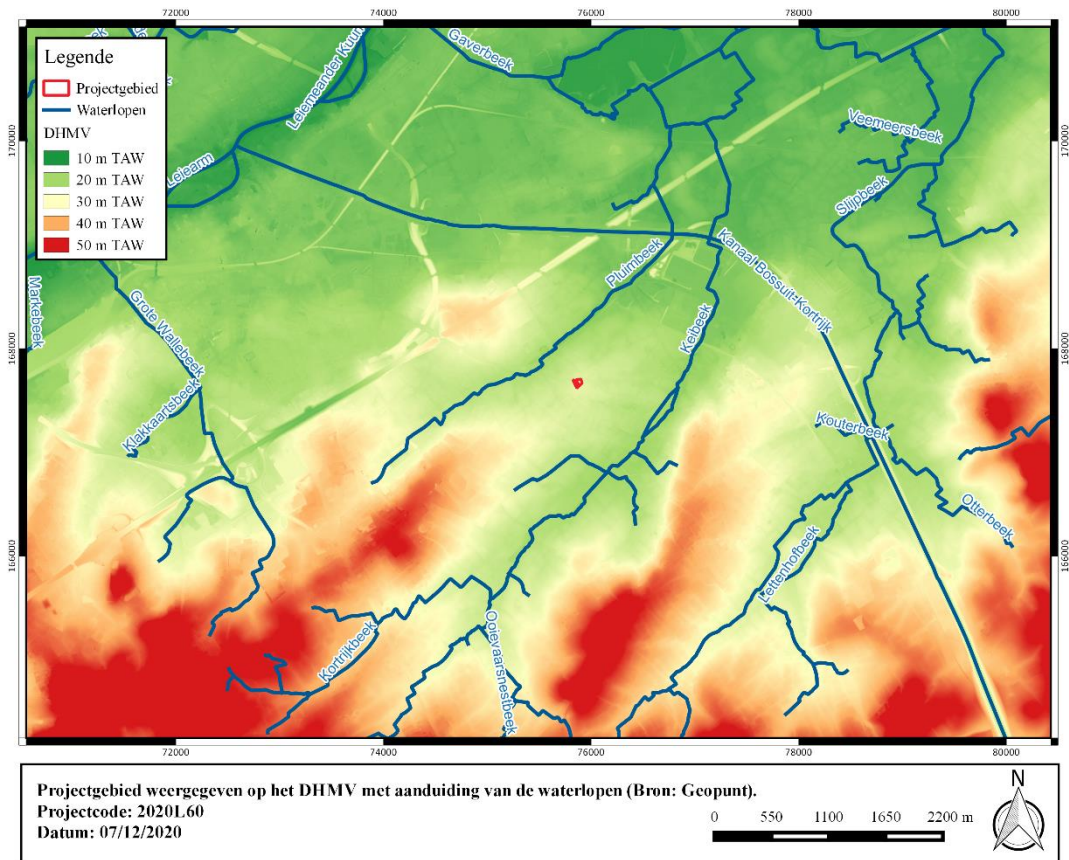 72000 74000 76000 78000 80000
Legende
Projectgebied
Waterlopen
DHMV
10 m TAW
20 m TAW
30 m TAW
40 m TAW
50 m TAW
Gaverbeek
Leiemeander Kuur
Veemeersbeek
170000
170000
Leiearm
Slijpbeek
Kanaal Bossuit-Kortrijk
Pluimbeek
Markebeek
Grote Wallebeek
Keibeek
168000
168000
Klakkaartsbeek
Kouterbeek
Otterbeek
166000
166000
Lettenhofbeek
Kortrijkbeek
Ooievaarsnestbeek
72000 74000 76000 78000 80000
Projectgebied weergegeven op het DHMV met aanduiding van de waterlopen (Bron: Geopunt).
Projectcode: 2020L60
Datum: 07/12/2020
0 550 1100 1650 2200 m
N